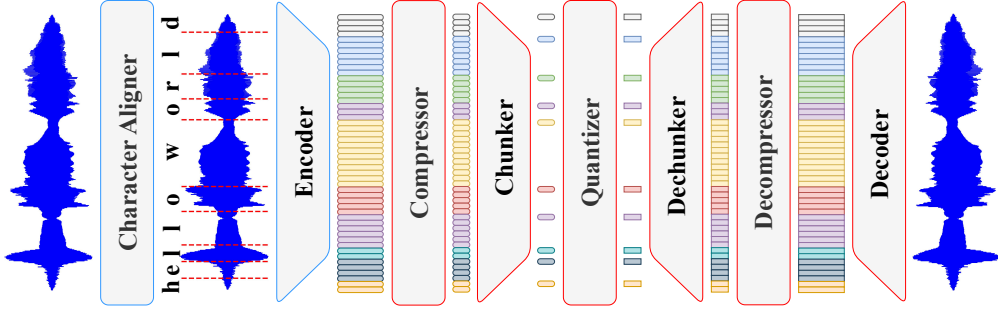 Character Aligner
h e l l o w o r l d
Encoder
Compressor
Chunker
Quantizer
Dechunker
Decompressor
Decoder